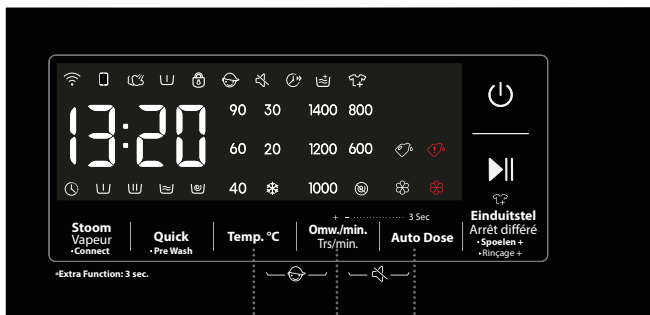 13:20
90 30 1400 800
60 20 1200 600
40 1000
+ - 3 Sec
Stoom
Vapeur
•Connect
Quick
•Pre Wash
Temp. °C
Omw./min.
Trs/min.
Auto Dose
Einduitstel
Arrêt différé
•Spoelen +
•Rinçage +
*Extra Function: 3 sec.